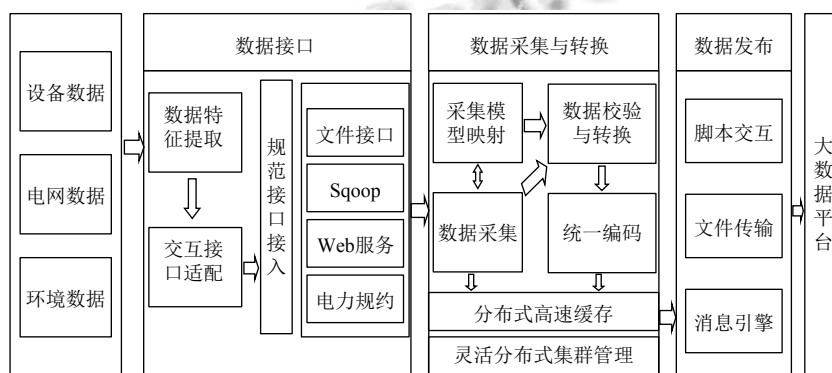 设备数据
电网数据
环境数据
数据接口
数据特
征提取
交互接
口适配
规
范
接
口
接
入
文件接口
Sqoop
Web服务
电力规约
数据采集与转换
采集模
型映射
数据校验
与转换
数据采集
统一编码
分布式高速缓存
灵活分布式集群管理
数据发布
脚本交互
文件传输
消息引擎
大
数
据
平
台